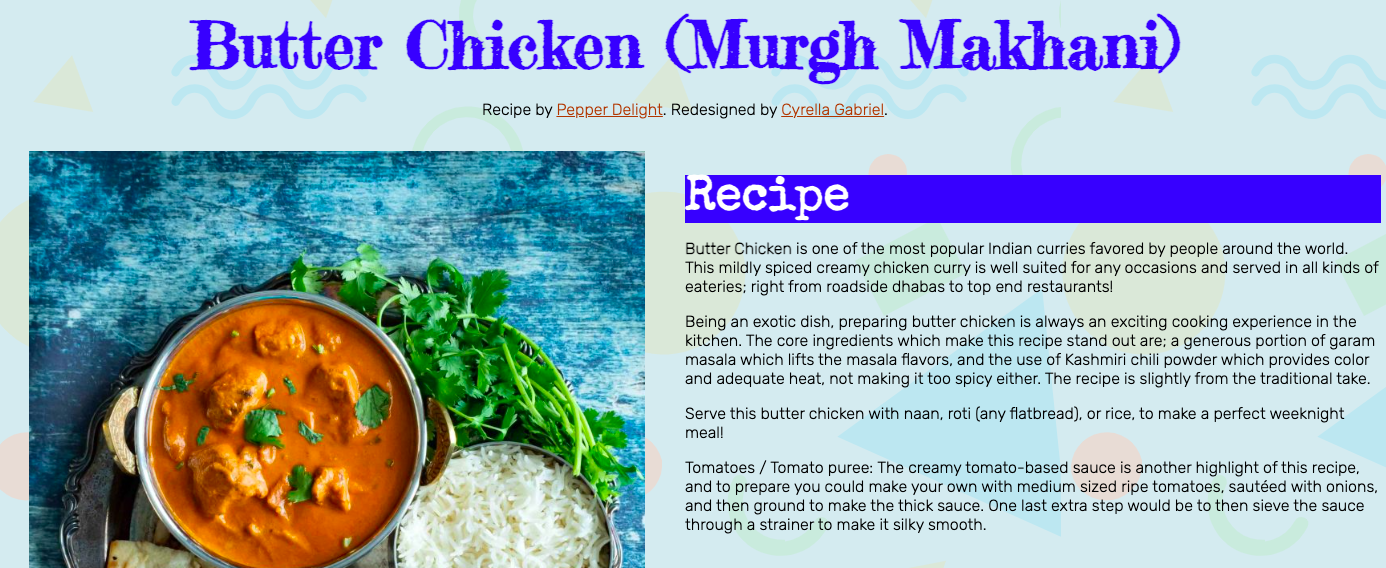 Butter Chicken (Murgh Makhani)
Recipe by Pepper Delight. Redesigned by Cyrella Gabriel.
Recipe
Butter Chicken is one of the most popular Indian curries favored by people around the world.
This mildly spiced creamy chicken curry is well suited for any occasions and served in all kinds of
eateries; right from roadside dhabas to top end restaurants!
Being an exotic dish, preparing butter chicken is always an exciting cooking experience in the
kitchen. The core ingredients which make this recipe stand out are; a generous portion of garam
masala which lifts the masala flavors, and the use of Kashmiri chili powder which provides color
and adequate heat, not making it too spicy either. The recipe is slightly from the traditional take.
Serve this butter chicken with naan, roti (any flatbread), or rice, to make a perfect weeknight
meal!
Tomatoes / Tomato puree: The creamy tomato-based sauce is another highlight of this recipe,
and to prepare you could make your own with medium sized ripe tomatoes, sautéed with onions,
and then ground to make the thick sauce. One last extra step would be to then sieve the sauce
through a strainer to make it silky smooth.